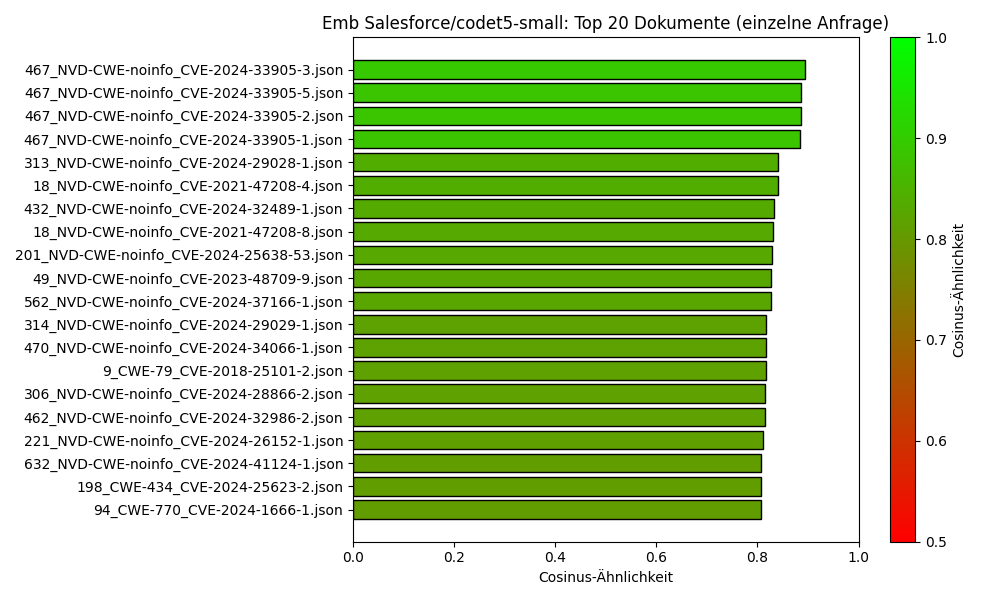 Emb Salesforce/codet5-small: Top 20 Dokumente (einzelne Anfrage)
467_NVD-CWE-noinfo_CVE-2024-33905-3.json
467_NVD-CWE-noinfo_CVE-2024-33905-5.json
467_NVD-CWE-noinfo_CVE-2024-33905-2.json
467_NVD-CWE-noinfo_CVE-2024-33905-1.json
313_NVD-CWE-noinfo_CVE-2024-29028-1.json
18_NVD-CWE-noinfo_CVE-2021-47208-4.json
432_NVD-CWE-noinfo_CVE-2024-32489-1.json
18_NVD-CWE-noinfo_CVE-2021-47208-8.json
201_NVD-CWE-noinfo_CVE-2024-25638-53.json
49_NVD-CWE-noinfo_CVE-2023-48709-9.json
562_NVD-CWE-noinfo_CVE-2024-37166-1.json
314_NVD-CWE-noinfo_CVE-2024-29029-1.json
470_NVD-CWE-noinfo_CVE-2024-34066-1.json
9_CWE-79_CVE-2018-25101-2.json
306_NVD-CWE-noinfo_CVE-2024-28866-2.json
462_NVD-CWE-noinfo_CVE-2024-32986-2.json
221_NVD-CWE-noinfo_CVE-2024-26152-1.json
632_NVD-CWE-noinfo_CVE-2024-41124-1.json
198_CWE-434_CVE-2024-25623-2.json
94_CWE-770_CVE-2024-1666-1.json
0.0 0.2 0.4 0.6 0.8 1.0
Cosinus-Ähnlichkeit
1.0
0.9
0.8
0.7
0.6
0.5
Cosinus-Ähnlichkeit